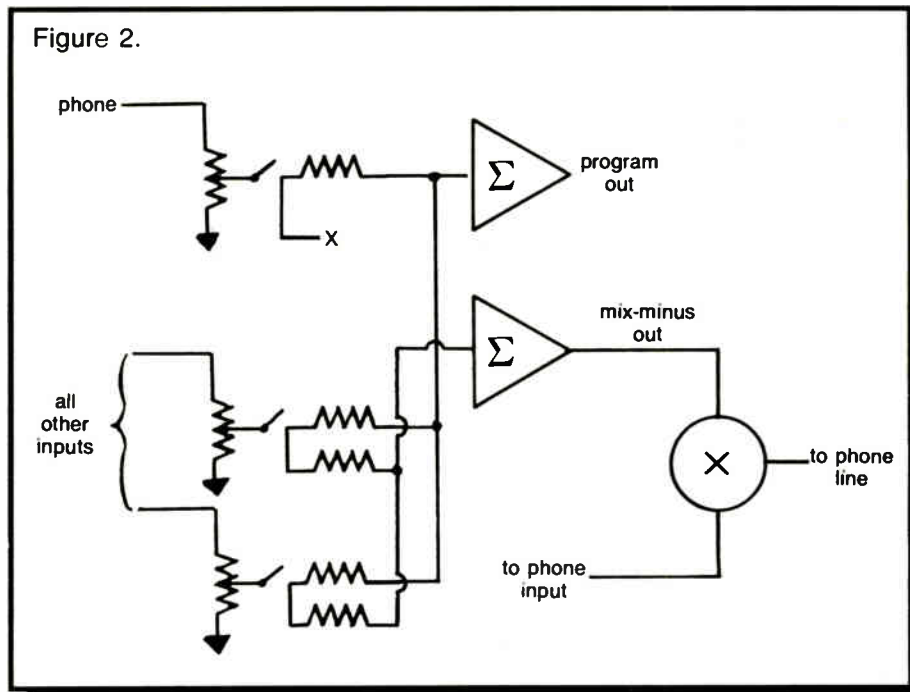 Figure 2.
phone
X
Σ
program
out
mix-minus
out
Σ
all
other
inputs
X
to phone
line
to phone
input